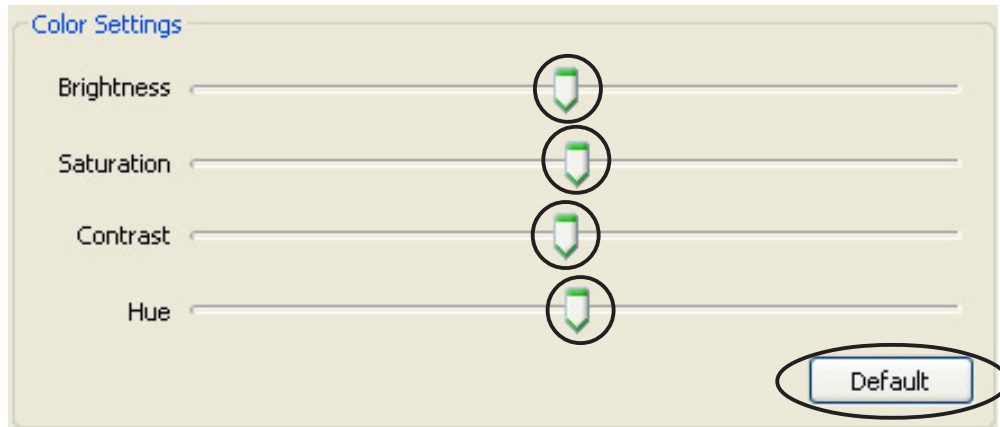 Color Settings
Brightness
Saturation
Contrast
Hue
Default